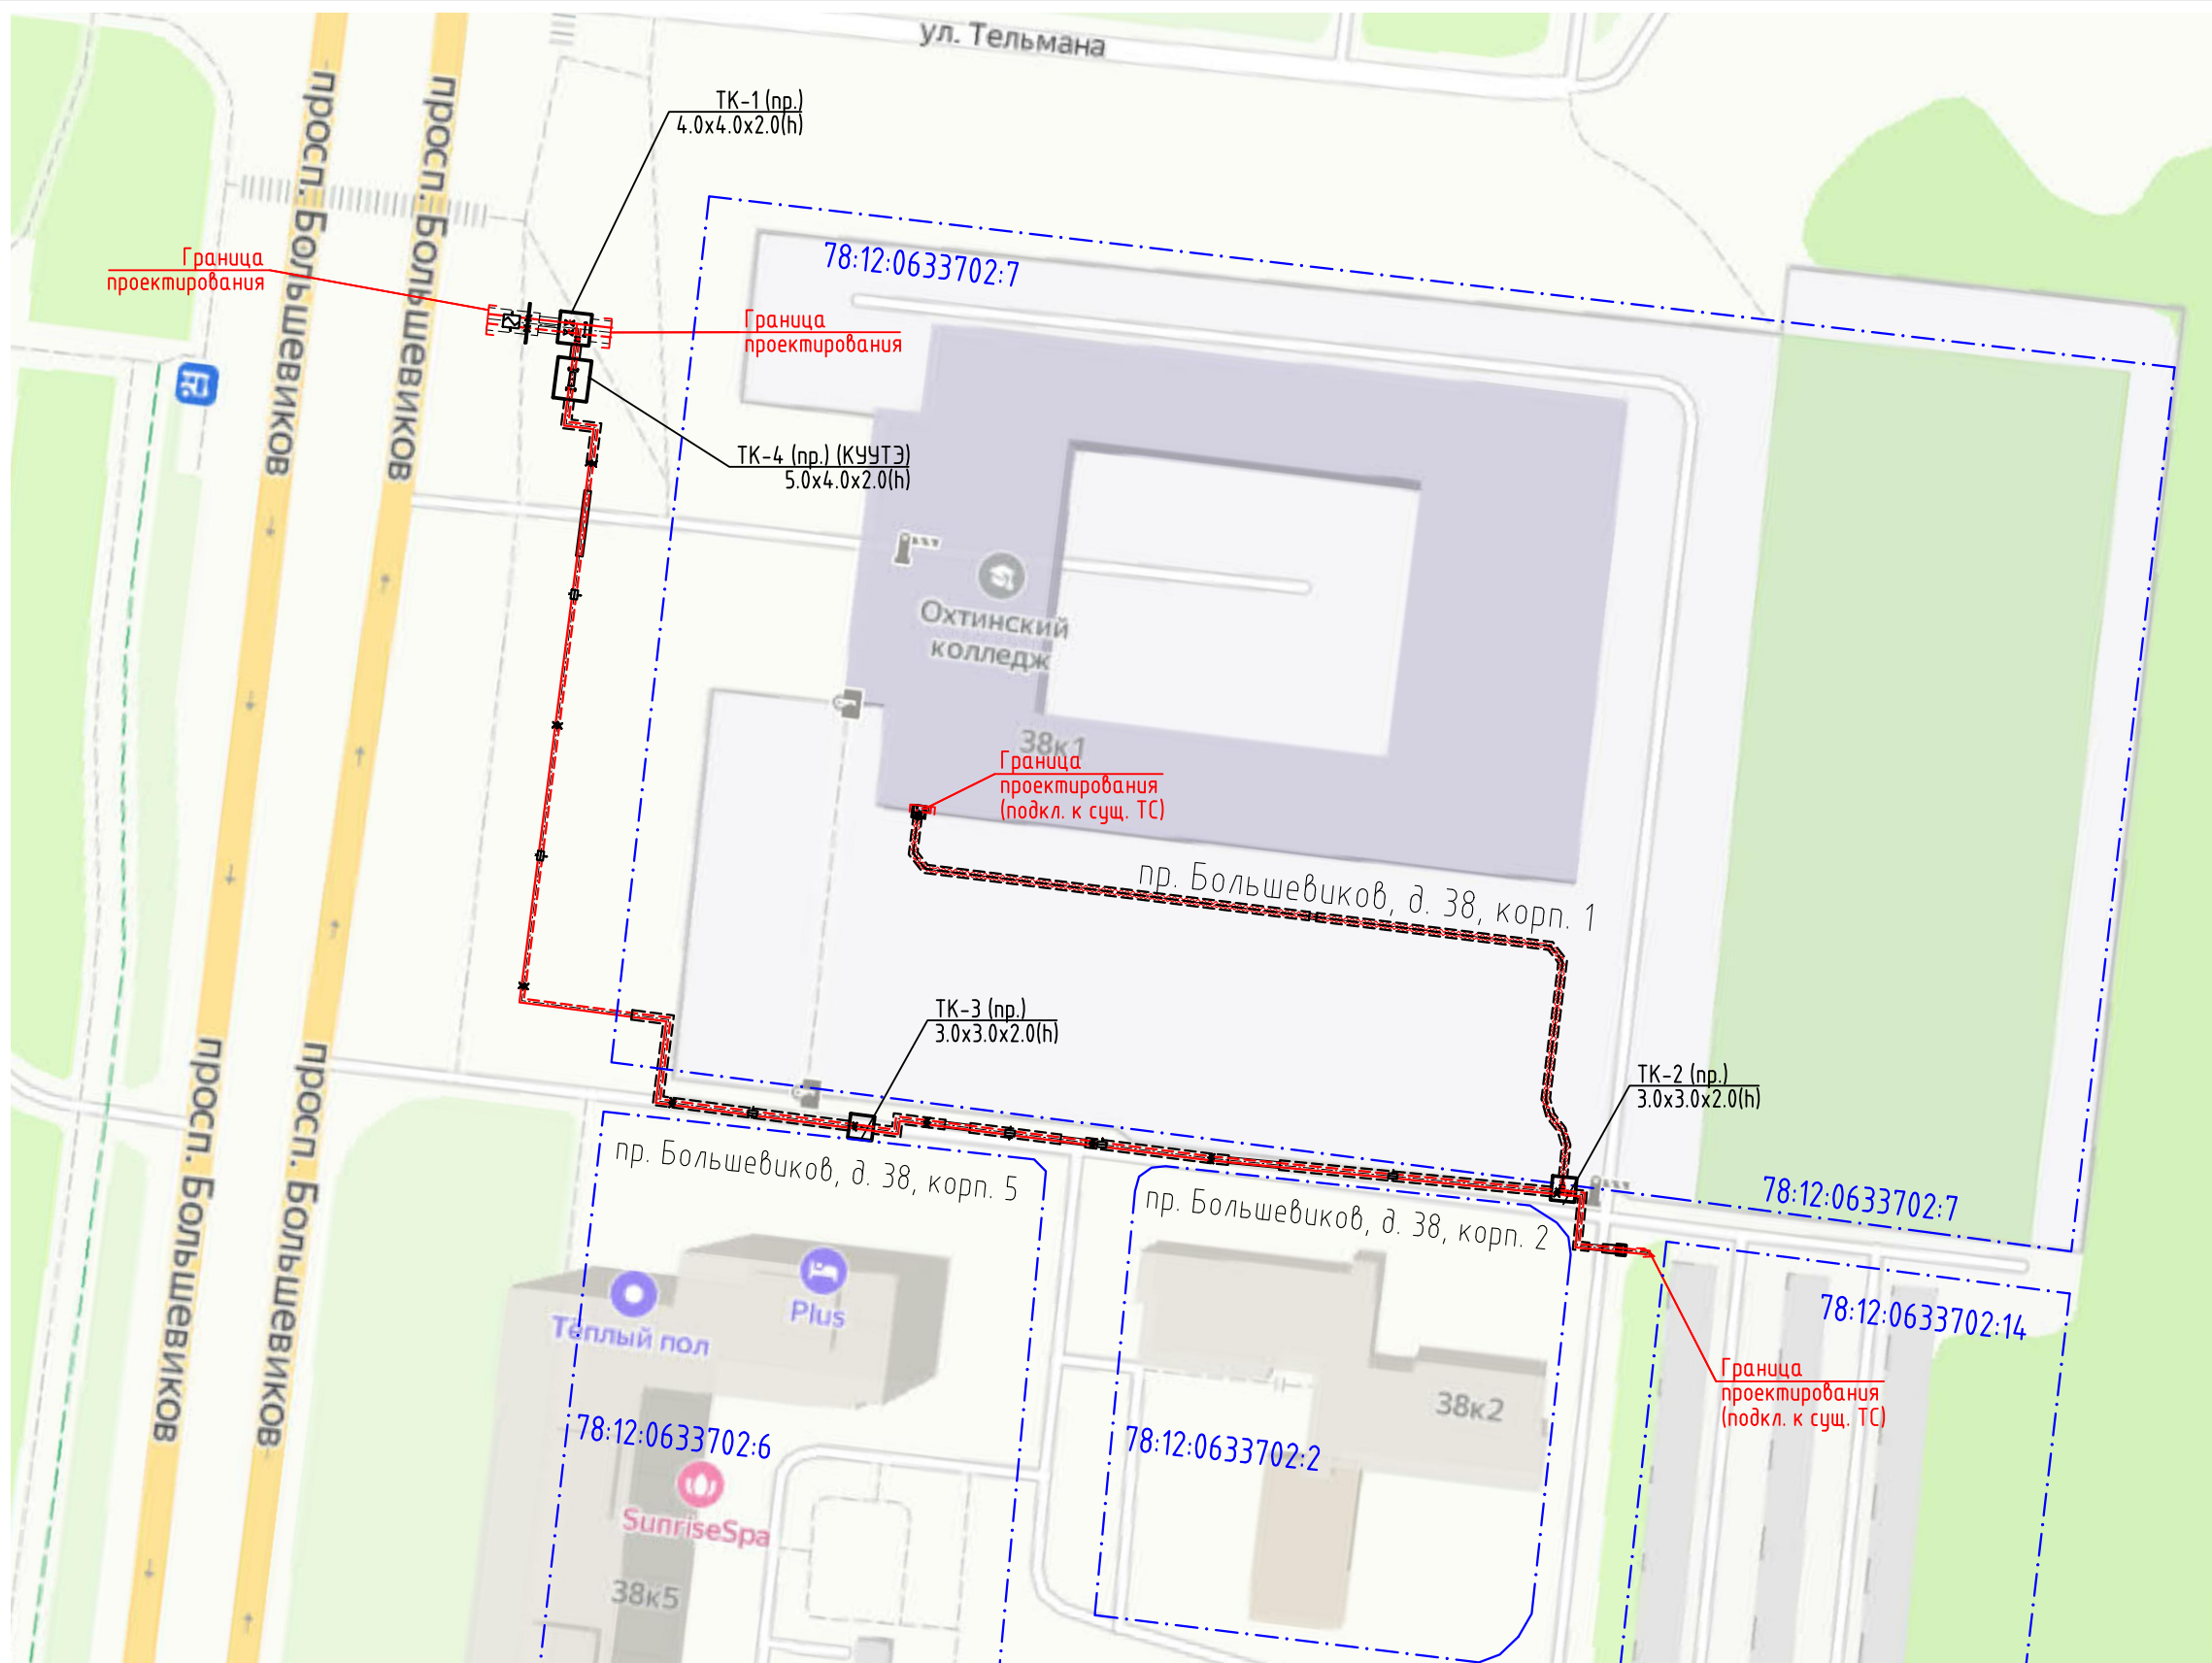 ул. Тельмана
просп. Большевиков
просп. Большевиков
ТК-1 (пр.)
4.0х4.0х2.0(h)
Граница
проектирования
78:12:0633702:7
Граница
проектирования
ТК-4 (пр.) (КУУТЭ)
5.0х4.0х2.0(h)
Охтинский
колледж
38к1
Граница
проектирования
(подкл. к сущ. ТС)
пр. Большевиков, д. 38, корп. 1
ТК-3 (пр.)
3.0х3.0х2.0(h)
ТК-2 (пр.)
3.0х3.0х2.0(h)
просп. Большевиков
просп. Большевиков
пр. Большевиков, д. 38, корп. 5
пр. Большевиков, д. 38, корп. 2
78:12:0633702:7
78:12:0633702:14
Тёплый пол
Plus
Граница
проектирования
(подкл. к сущ. ТС)
38к2
78:12:0633702:6
78:12:0633702:2
SunriseSpa
38к5